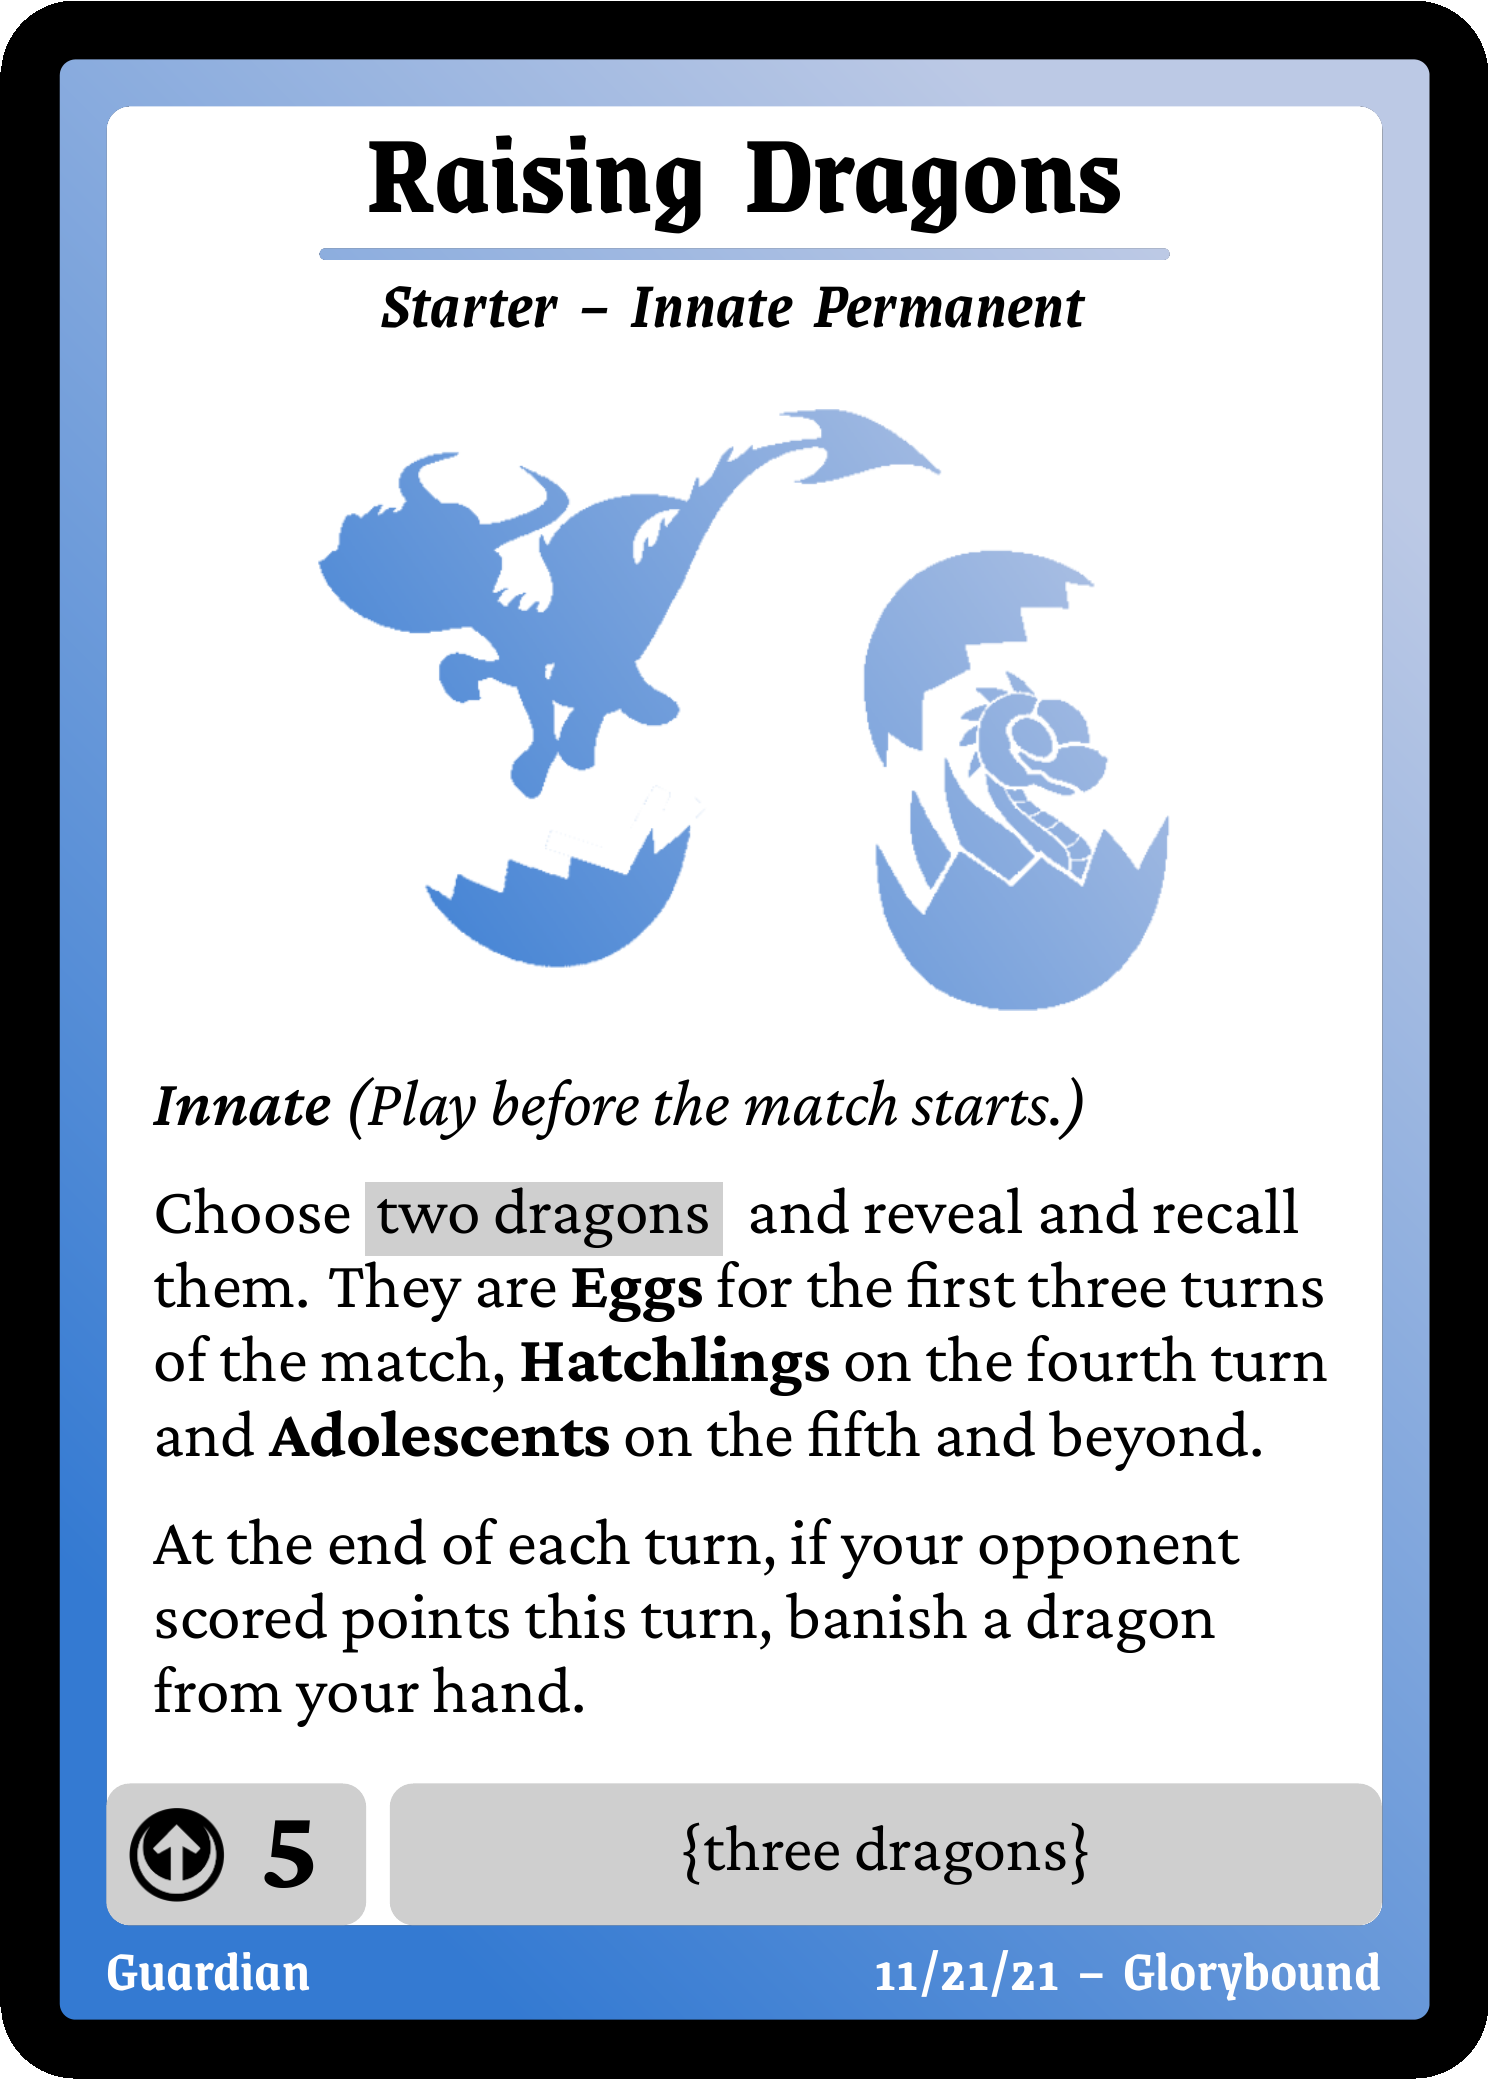 Raising Dragons
Starter – Innate Permanent
Innate (Play before the match starts.)
Choose two dragons and reveal and recall
them. They are Eggs for the first three turns
of the match, Hatchlings on the fourth turn
and Adolescents on the fifth and beyond.
At the end of each turn, if your opponent
scored points this turn, banish a dragon
from your hand.
5 {three dragons}
Guardian 11/21/21 – Glorybound